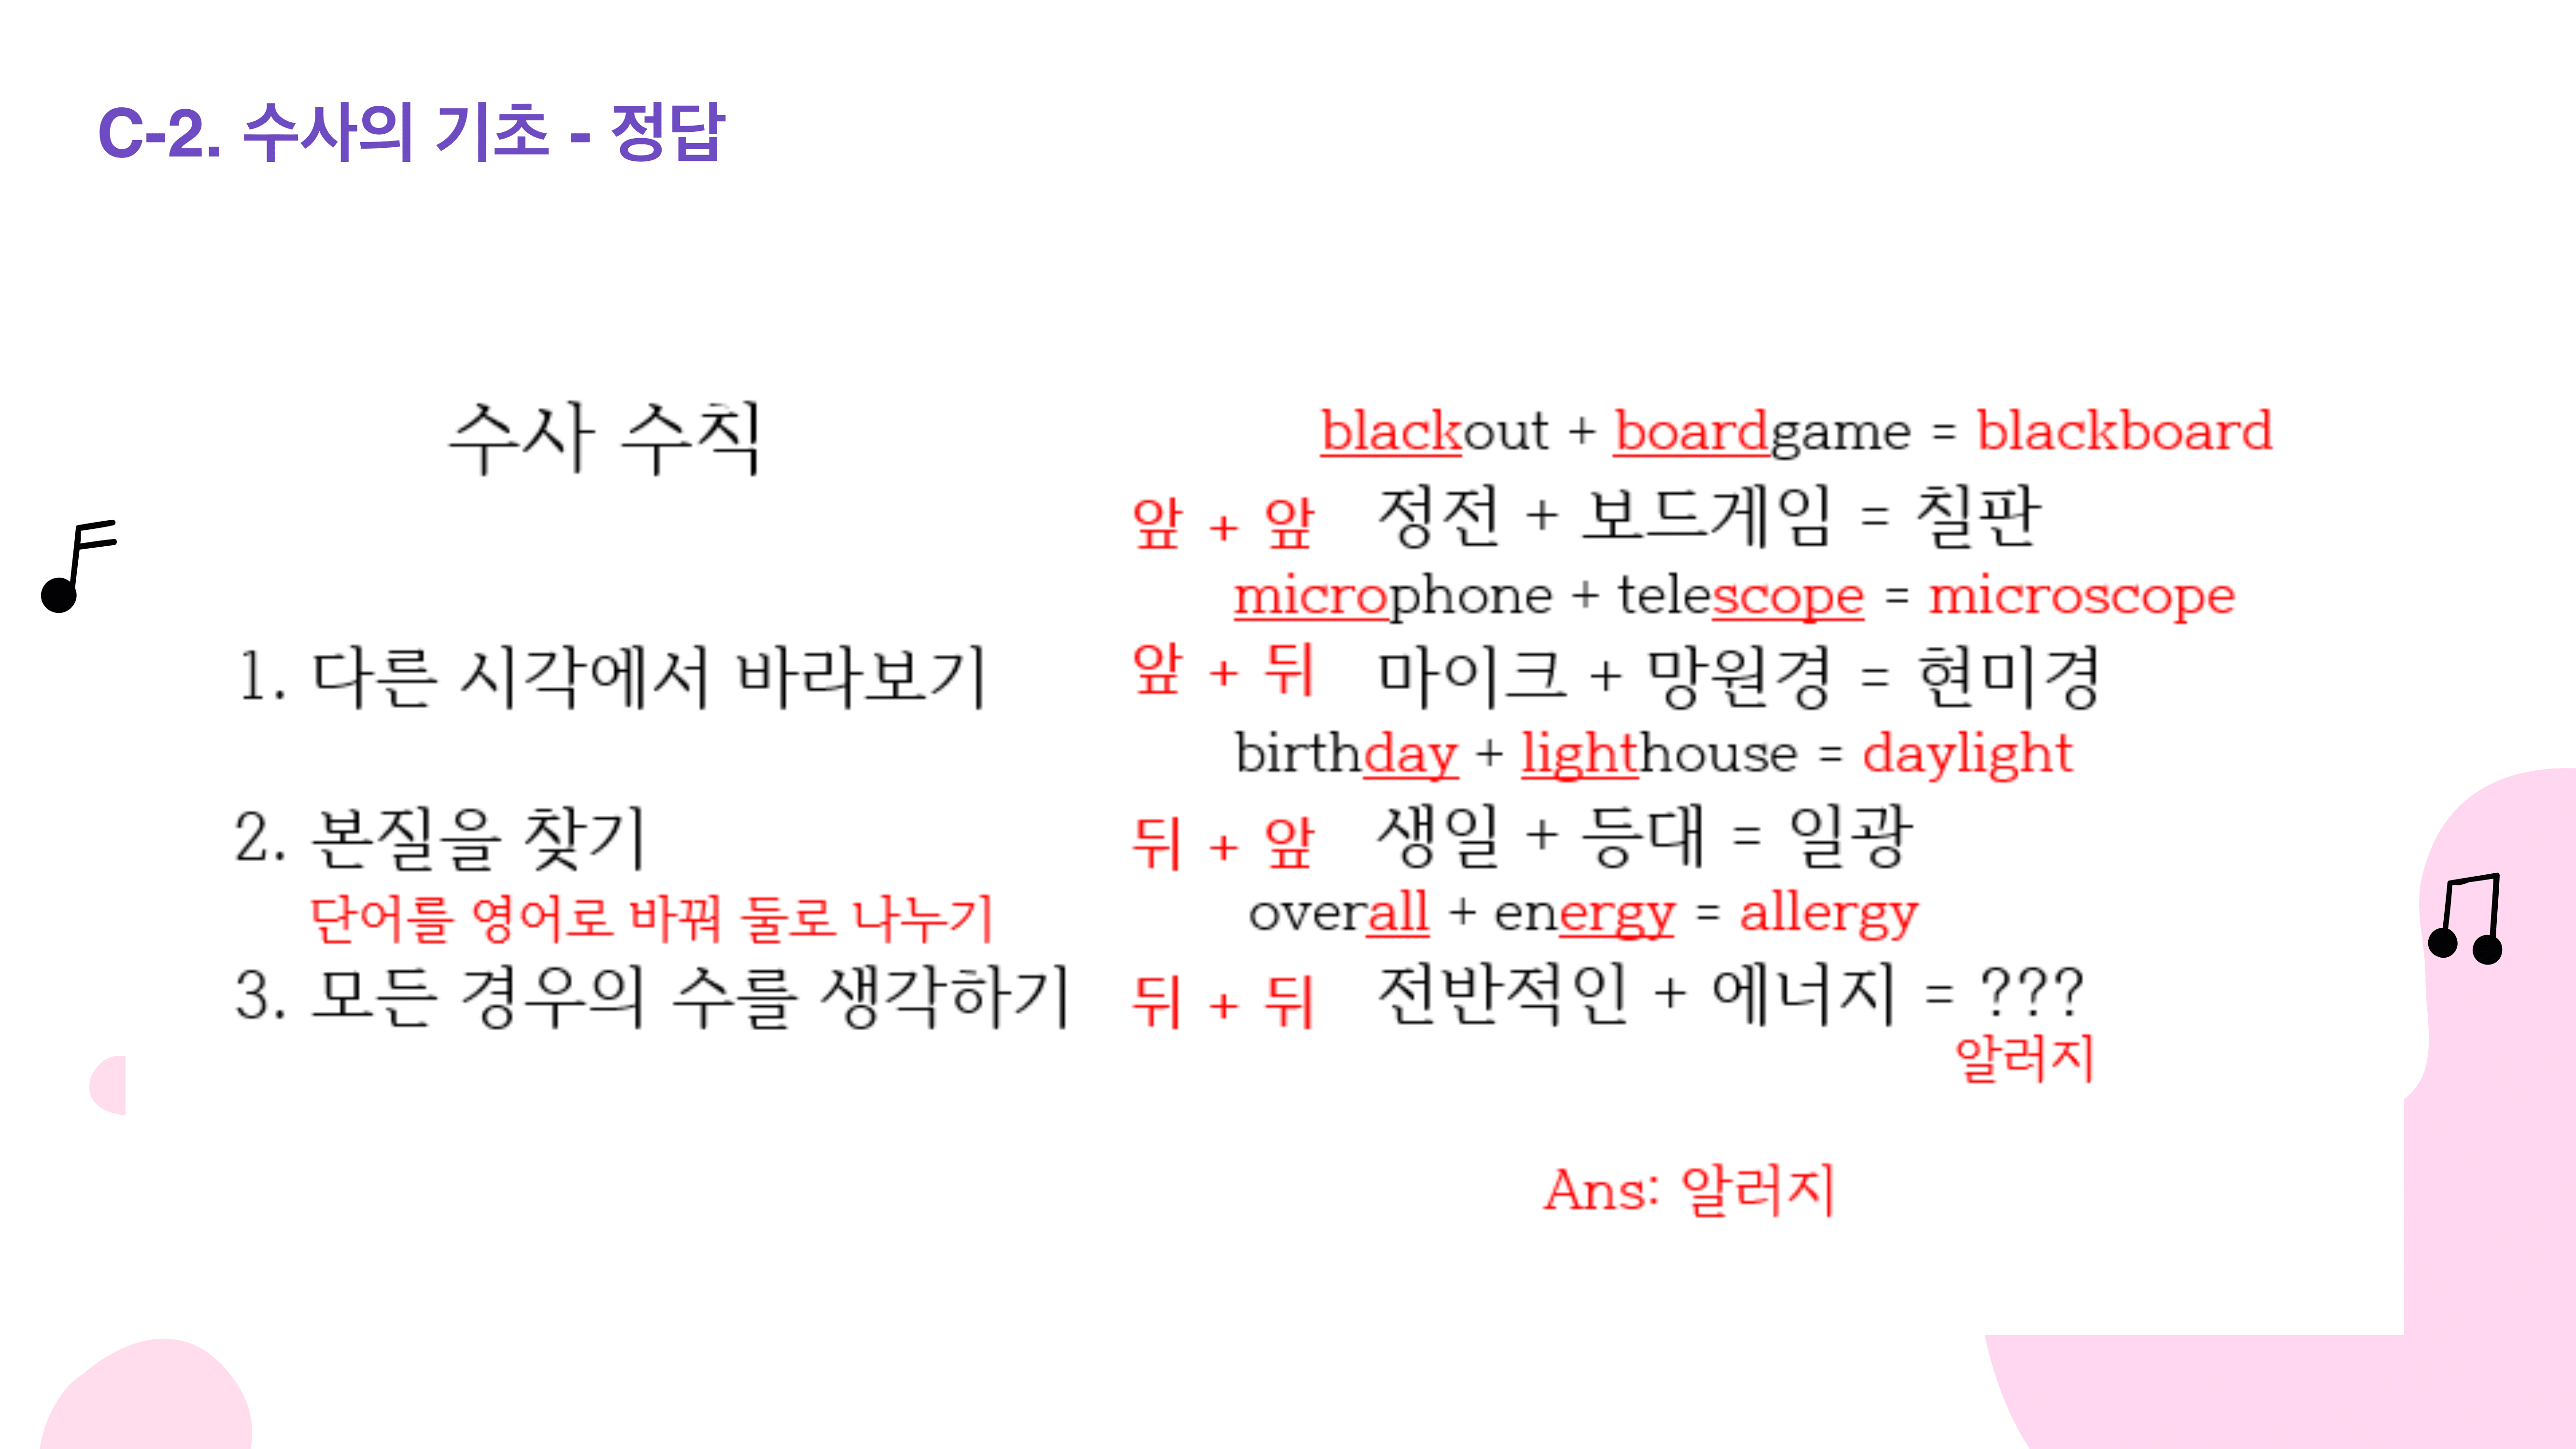 C-2. 수사의 기초 - 정답
수사 수칙
1. 다른 시각에서 바라보기
2. 본질을 찾기
단어를 영어로 바꿔 둘로 나누기
3. 모든 경우의 수를 생각하기
blackout + boardgame = blackboard
앞 + 앞 정전 + 보드게임 = 칠판
microphone + telescope = microscope
앞 + 뒤 마이크 + 망원경 = 현미경
birthday + lighthouse = daylight
뒤 + 앞 생일 + 등대 = 일광
overall + energy = allergy
뒤 + 뒤 전반적인 + 에너지 = ???
알러지
Ans: 알러지